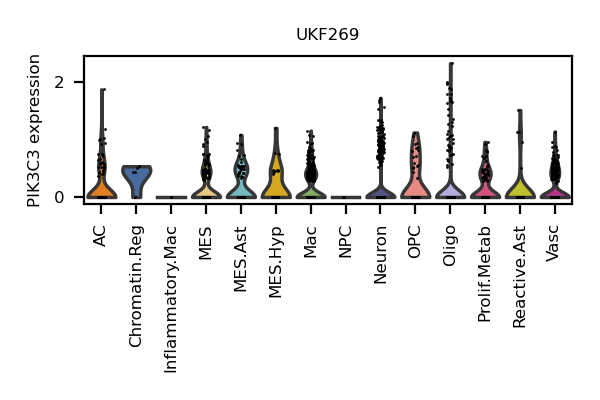 UKF269
PIK3C3 expression
2
0
AC
Chromatin.Reg
Inflammatory.Mac
MES
MES.Ast
MES.Hyp
Mac
NPC
Neuron
OPC
Oligo
Prolif.Metab
Reactive.Ast
Vasc